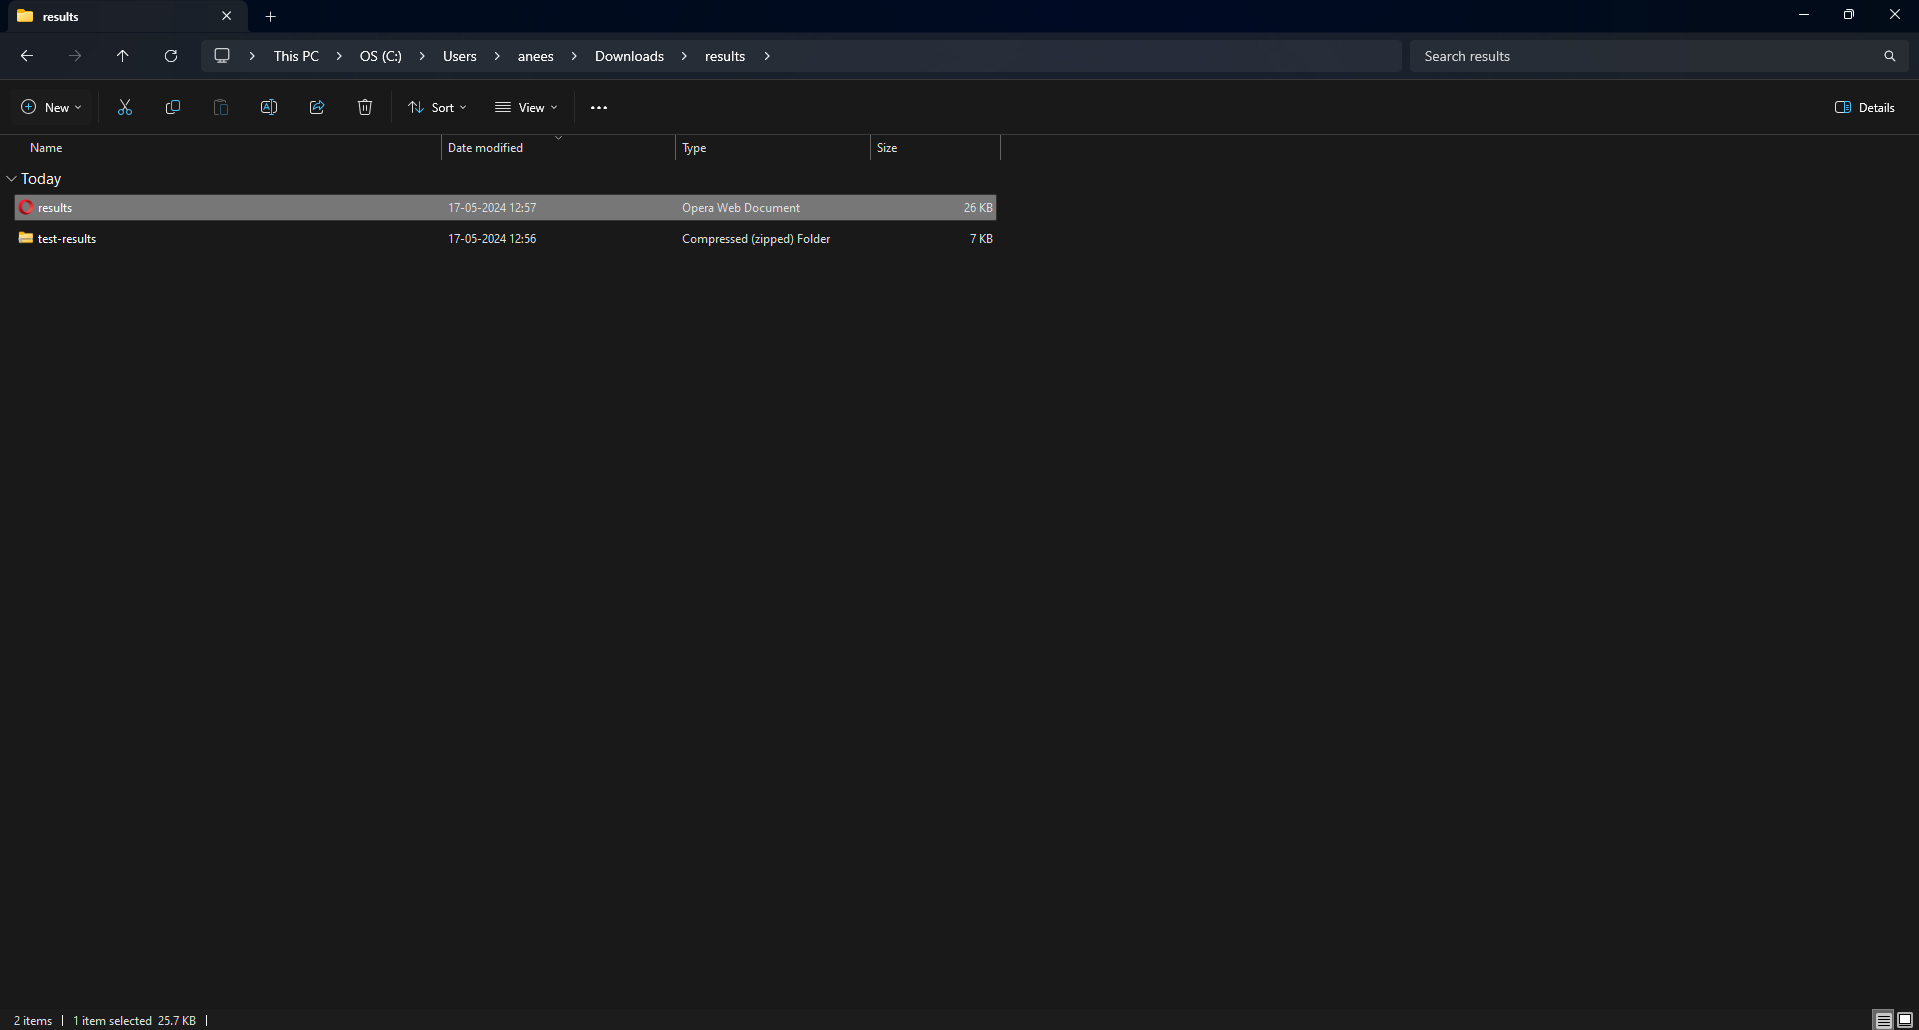 results
This PC > OS (C:) > Users > anees > Downloads > results >
Search results
New
Sort
View
Details
Name Date modified Type Size
Today
results 17-05-2024 12:57 Opera Web Document 26 KB
test-results 17-05-2024 12:56 Compressed (zipped) Folder 7 KB
2 items | 1 item selected 25.7 KB |